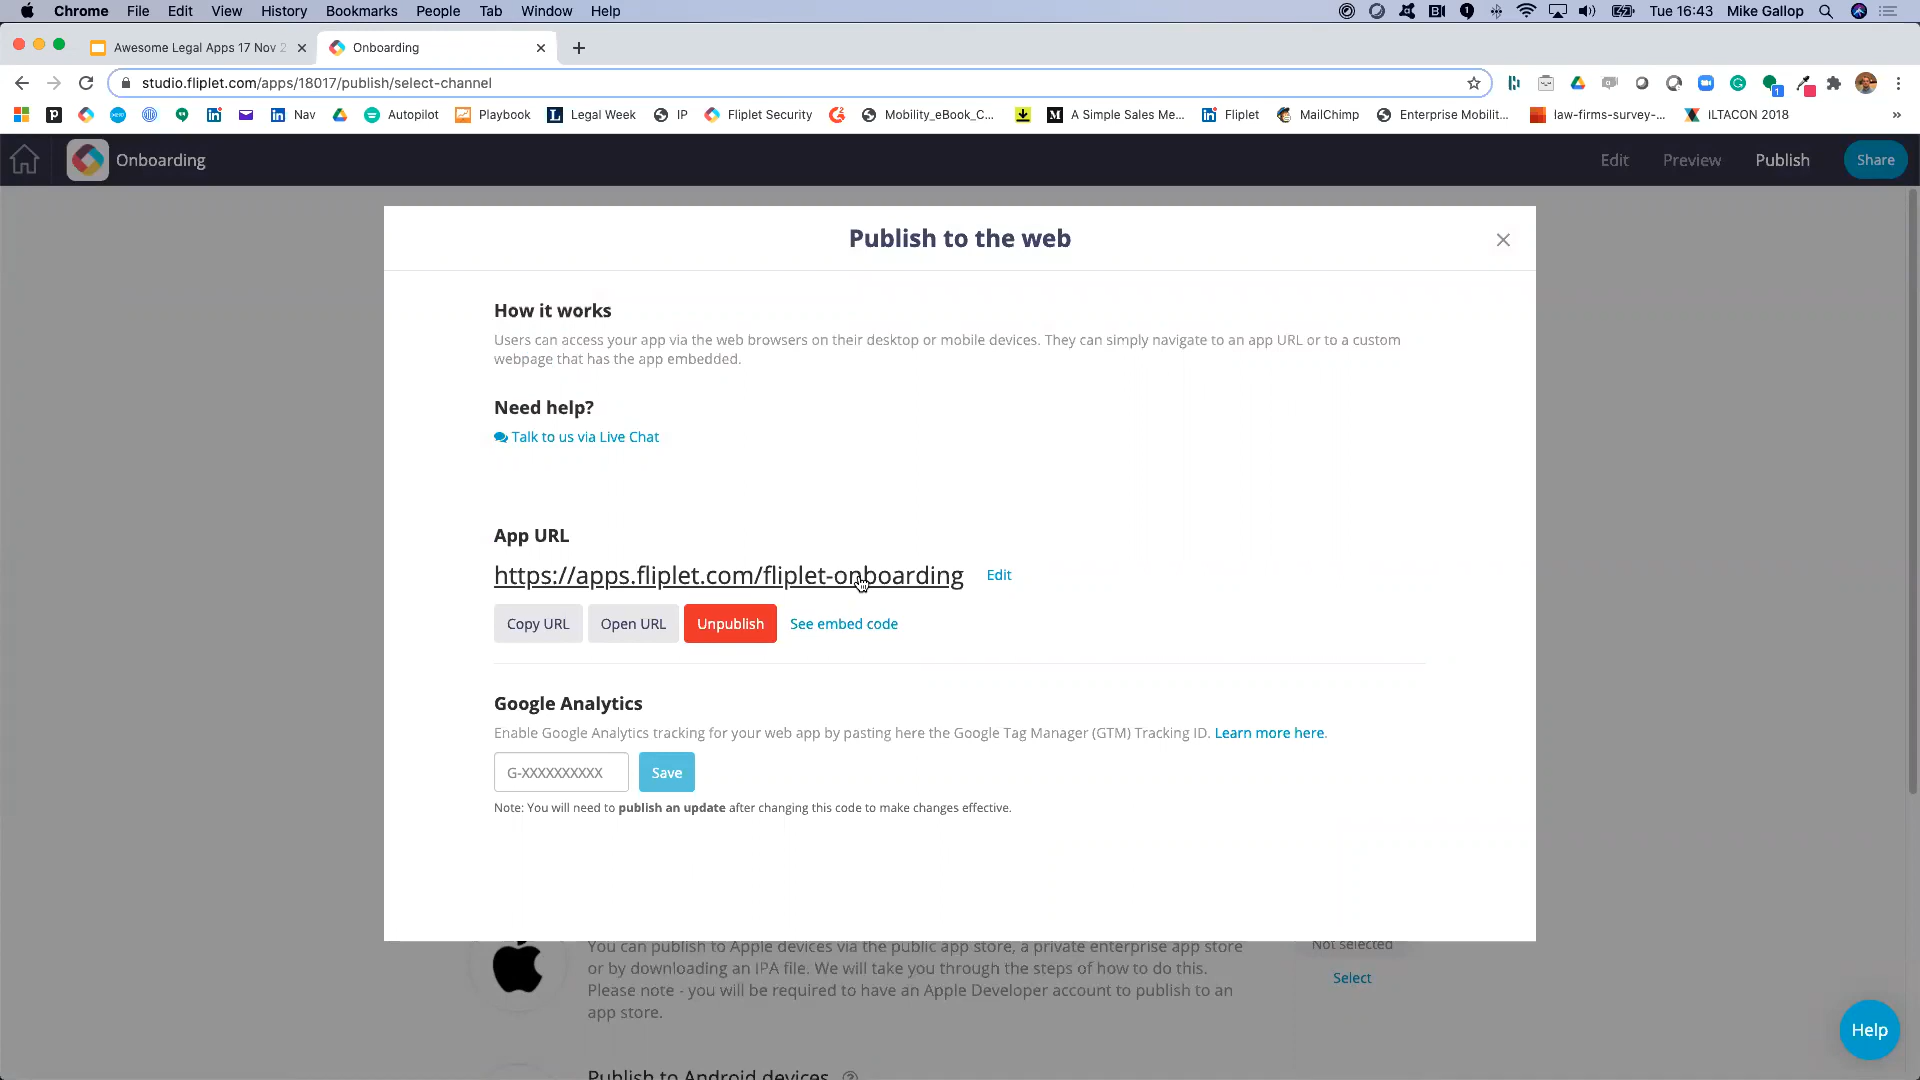 Chrome File Edit View History Bookmarks People Tab Window Help Tue 16:43 Mike Gallop
Awesome Legal Apps 17 Nov 2 Onboarding
studio.fliplet.com/apps/18017/publish/select-channel
Nav Autopilot Playbook Legal Week IP Fliplet Security Mobility_eBook_C... A Simple Sales Me... Fliplet MailChimp Enterprise Mobilit... law-firms-survey-... ILTACON 2018 »
Onboarding Edit Preview Publish Share
Publish to the web
How it works
Users can access your app via the web browsers on their desktop or mobile devices. They can simply navigate to an app URL or to a custom
webpage that has the app embedded.
Need help?
Talk to us via Live Chat
App URL
https://apps.fliplet.com/fliplet-onboarding Edit
Copy URL Open URL Unpublish See embed code
Google Analytics
Enable Google Analytics tracking for your web app by pasting here the Google Tag Manager (GTM) Tracking ID. Learn more here.
G-XXXXXXXXXX Save
Note: You will need to publish an update after changing this code to make changes effective.
You can publish to Apple devices via the public app store, a private enterprise app store Not selected
or by downloading an IPA file. We will take you through the steps of how to do this.
Select
Please note - you will be required to have an Apple Developer account to publish to an
app store.
Help
Publish to Android devices